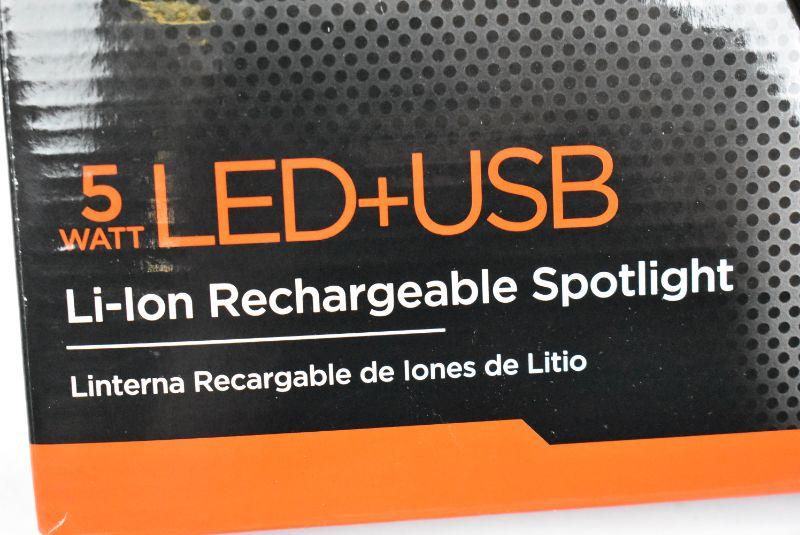 5 WATT LED+USB
Li-Ion Rechargeable Spotlight
Linterna Recargable de Iones de Litio